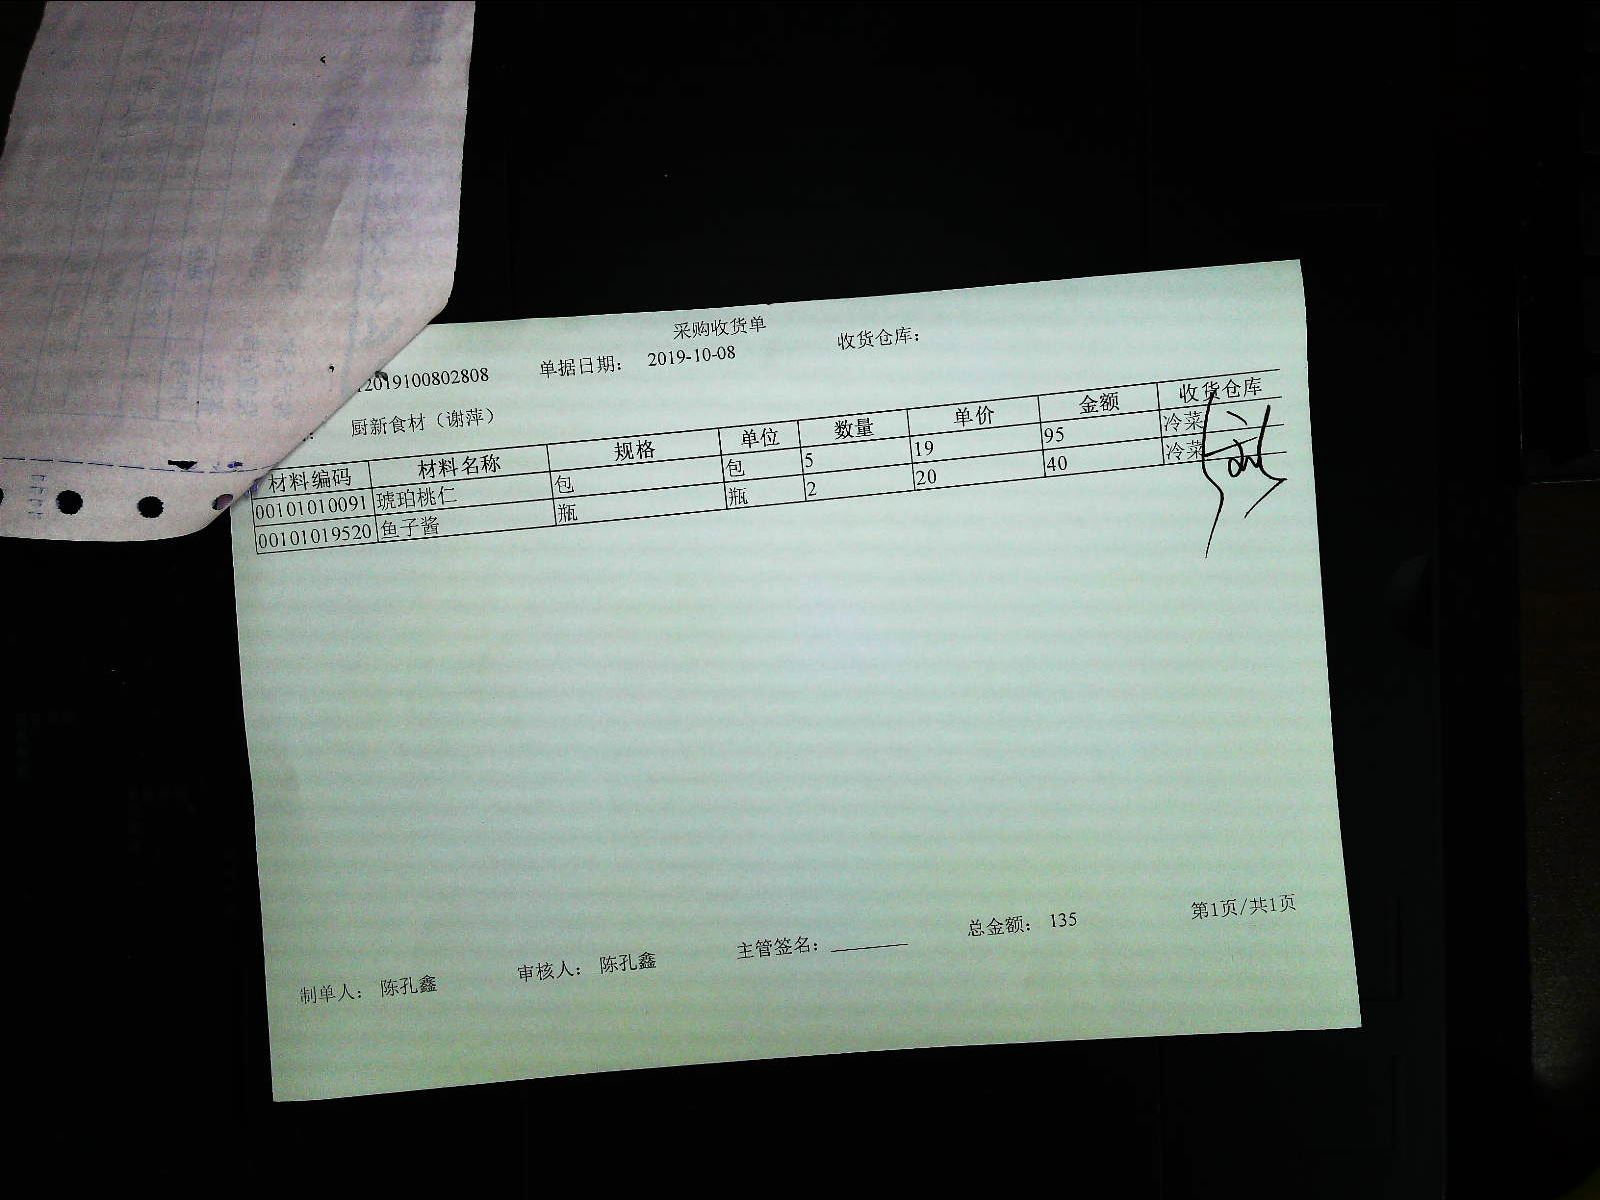 采购收货单
12019100802808 单据日期： 2019-10-08 收货仓库：
厨新食材（谢萍）
材料编码 材料名称 规格 单位 数量 单价 金额 收货仓库
00101010091 琥珀桃仁 包 包 5 19 95 冷菜
00101019520 鱼子酱 瓶 瓶 2 20 40 冷菜
制单人： 陈孔鑫 审核人： 陈孔鑫 主管签名： 总金额： 135 第1页/共1页